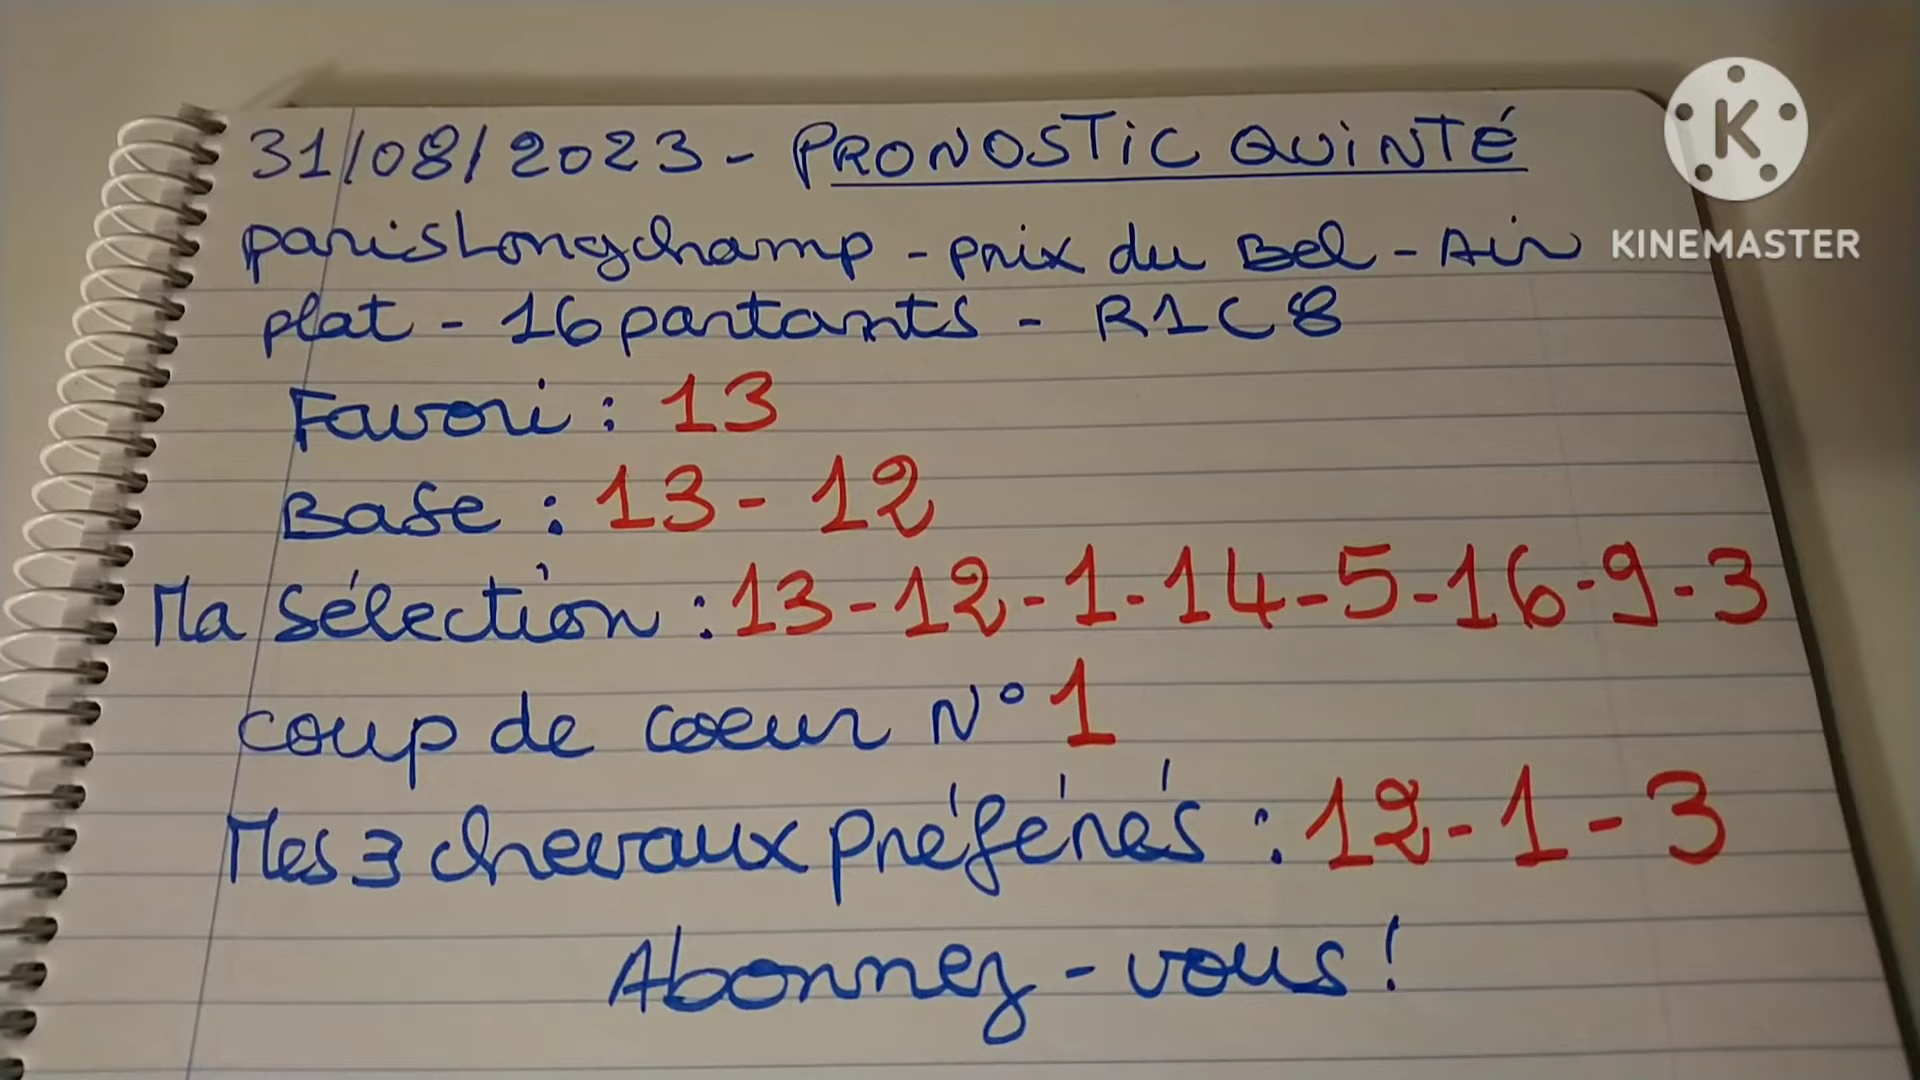 31/08/2023 - PRONOSTIC QUINTÉ
parisLongchamp - prix du Bel - Air
plat - 16 partants - R1C8
Favori : 13
Base : 13 - 12
Ma sélection : 13 - 12 - 1 - 14 - 5 - 16 - 9 - 3
coup de coeur N° 1
Mes 3 chevaux préférés : 12 - 1 - 3
Abonnez-vous !
K
KINEMASTER